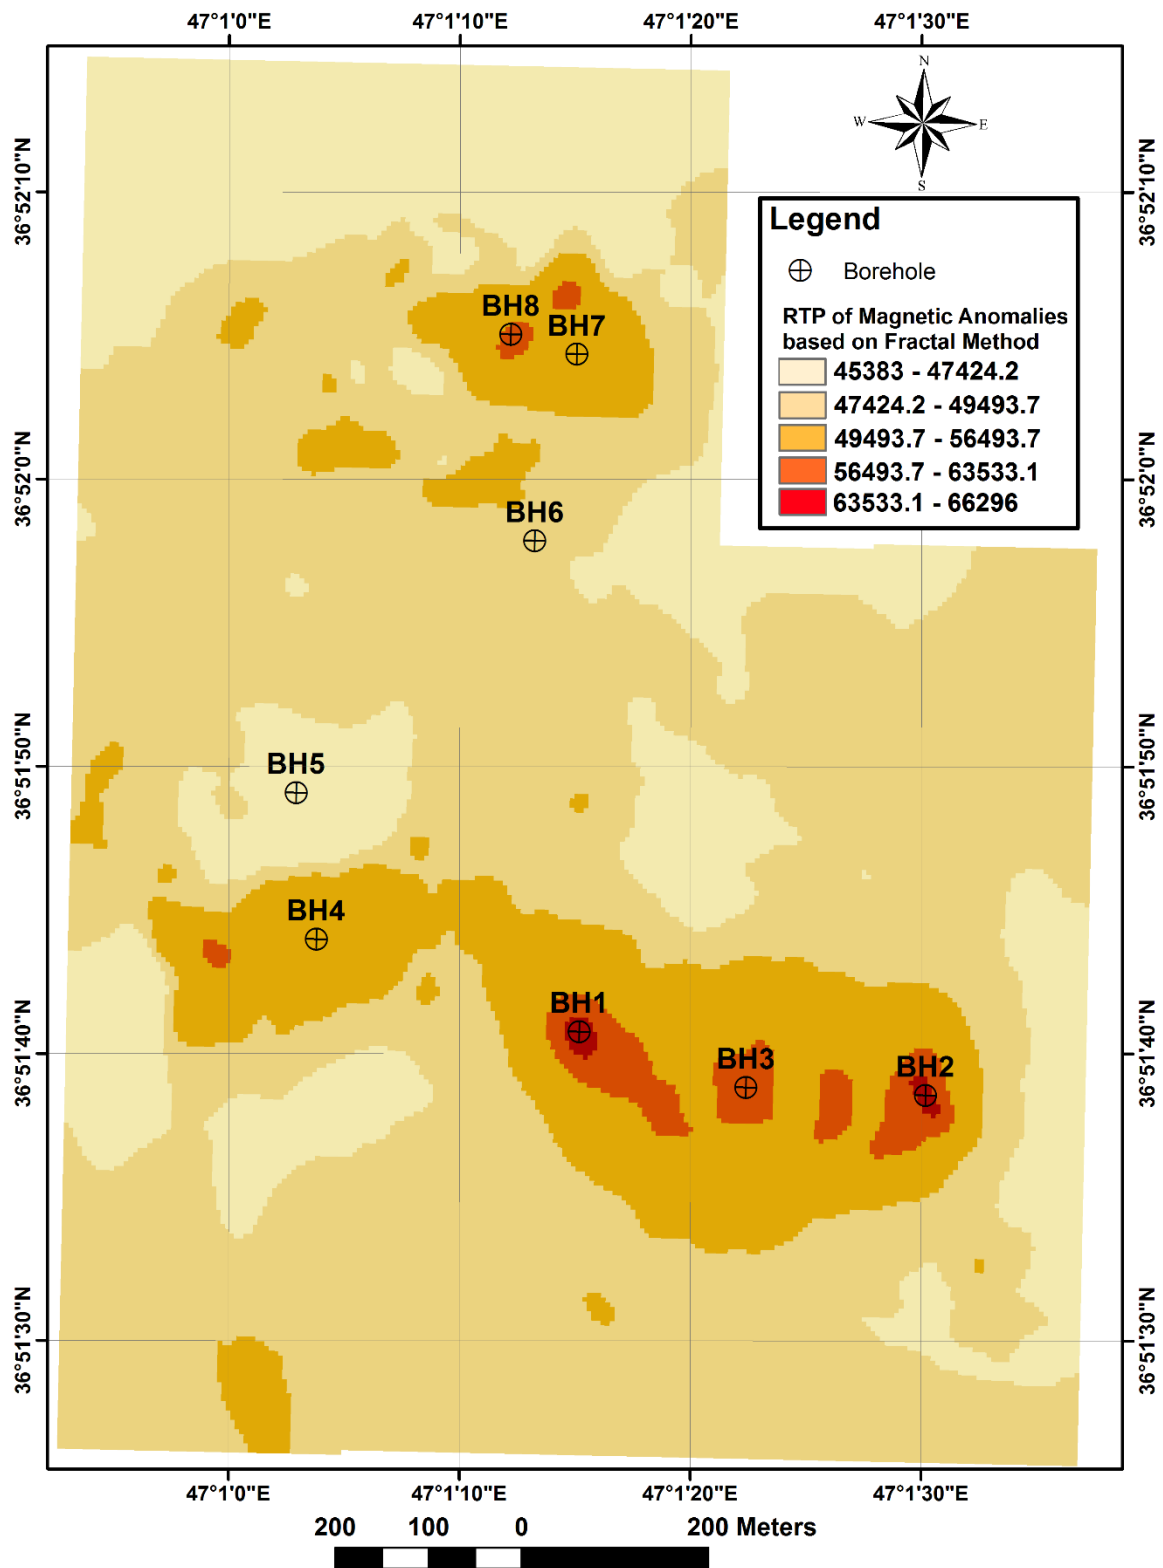 47°1'0"E 47°1'10"E 47°1'20"E 47°1'30"E
N
W E
S
36°52'10"N 36°52'10"N
Legend
Borehole
RTP of Magnetic Anomalies
based on Fractal Method
45383 - 47424.2
47424.2 - 49493.7
49493.7 - 56493.7
56493.7 - 63533.1
63533.1 - 66296
BH8
BH7
36°52'0"N 36°52'0"N
BH6
36°51'50"N 36°51'50"N
BH5
BH4
BH1
36°51'40"N 36°51'40"N
BH3
BH2
36°51'30"N 36°51'30"N
47°1'0"E 47°1'10"E 47°1'20"E 47°1'30"E
200 100 0 200 Meters